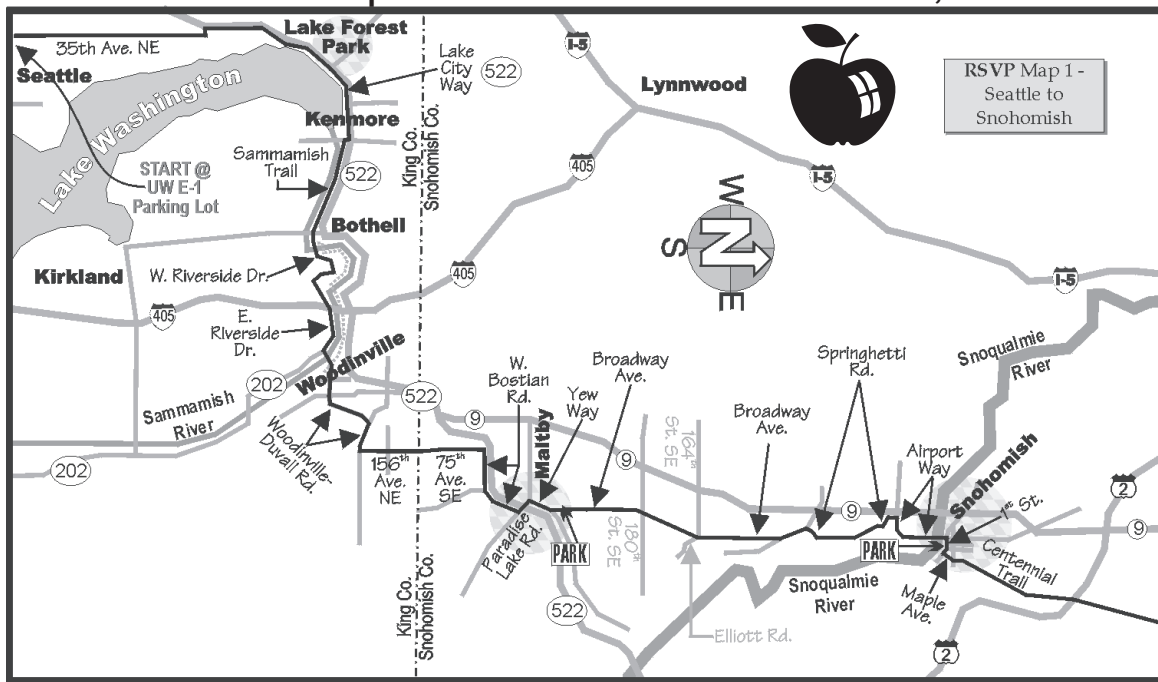 35th Ave. NE
Seattle
Lake Forest
Park
Lake
City
Way
522
Kenmore
Lake Washington
START @
UW E-1
Parking Lot
Sammamish
Trail
522
Bothell
King Co.
Snohomish Co.
I-5
Lynnwood
405
I-5
RSVP Map 1 -
Seattle to
Snohomish
W
S
N
E
Kirkland
W. Riverside Dr.
405
405
E.
Riverside
Dr.
I-5
Snoqualmie
River
Woodinville
202
Sammamish
River
202
Woodinville-
Duvall Rd.
522
9
W.
Bostian
Rd.
Maltby
Yew
Way
Broadway
Ave.
9
164th
St. SE
Broadway
Ave.
Springhetti
Rd.
9
Airport
Way
Snohomish
1st St.
2
9
156th
Ave.
NE
75th
Ave.
SE
Paradise
Lake Rd.
PARK
180th
St. SE
PARK
Centennial
Trail
Maple
Ave.
Snoqualmie
River
King Co.
Snohomish Co.
522
Elliott Rd.
2